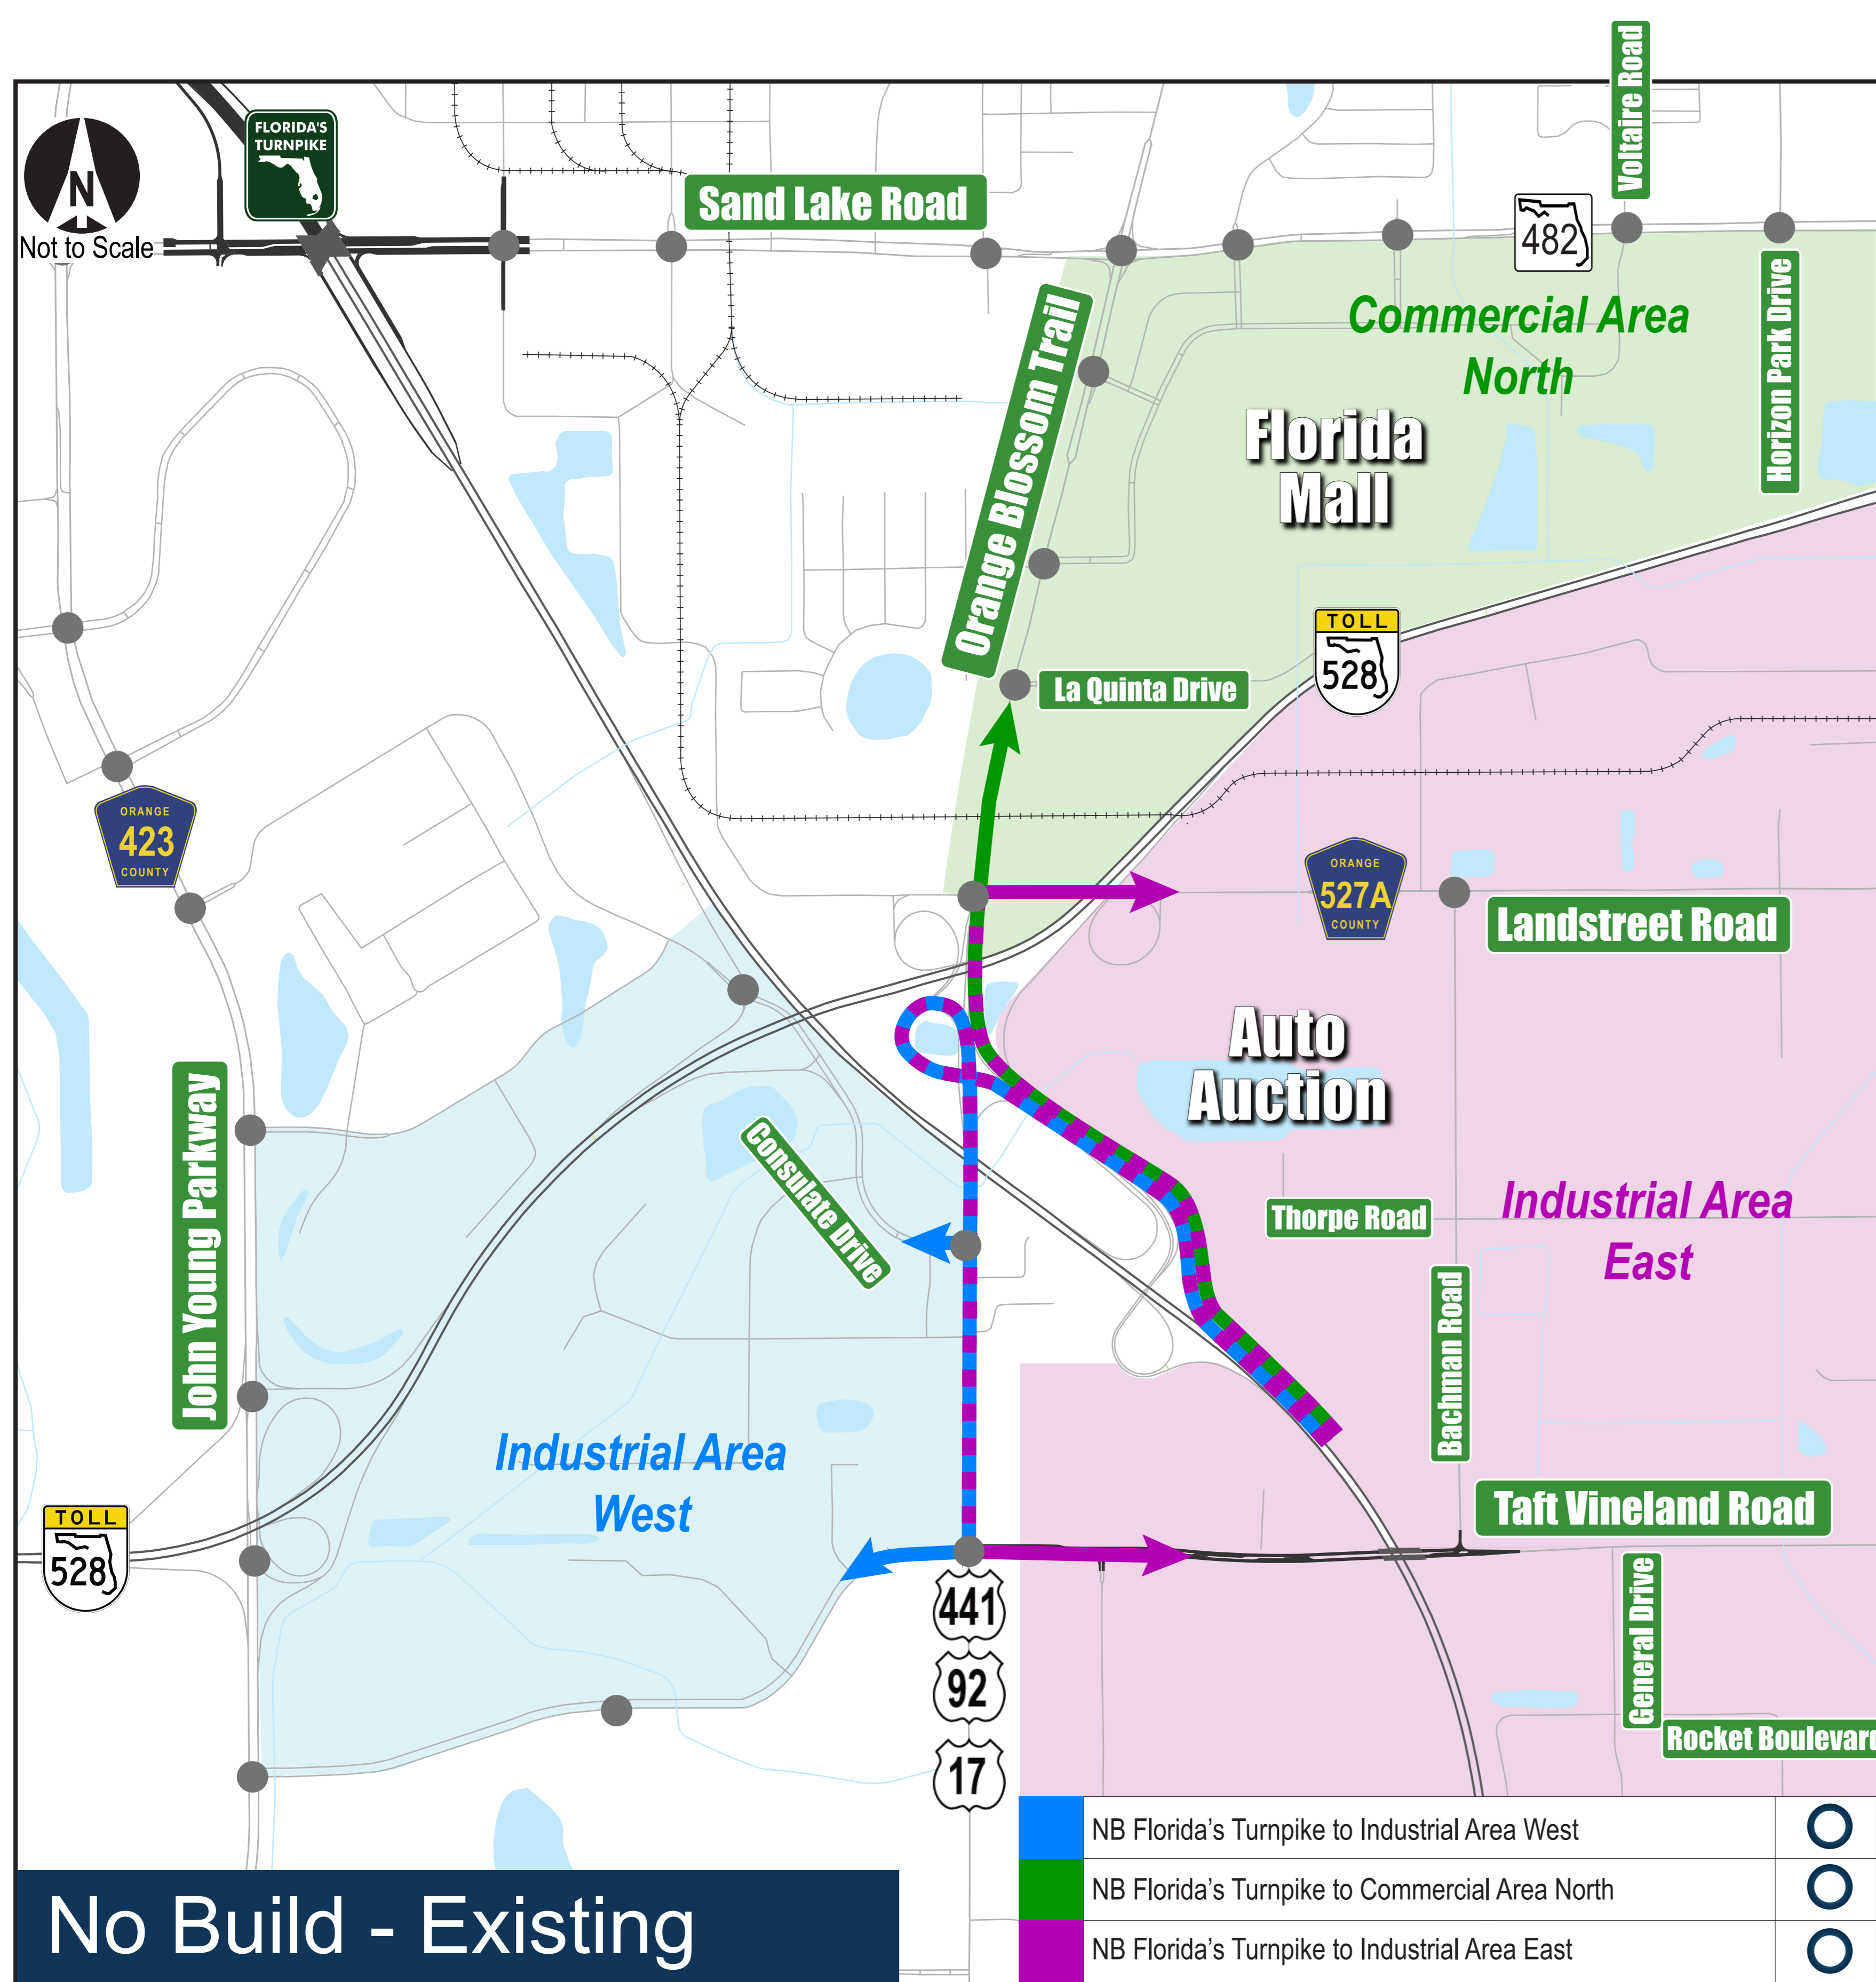 Voltaire Road
FLORIDA'S
TURNPIKE
N
Not to Scale
Sand Lake Road
482
Commercial Area
North
Horizon Park Drive
Orange Blossom Trail
Florida
Mall
TOLL
528
La Quinta Drive
ORANGE
423
COUNTY
ORANGE
527A
COUNTY
Landstreet Road
Auto
Auction
John Young Parkway
Consulate Drive
Thorpe Road
Industrial Area
East
Bachman Road
Industrial Area
West
Taft Vineland Road
TOLL
528
441
92
17
General Drive
Rocket Boulevard
NB Florida's Turnpike to Industrial Area West
NB Florida's Turnpike to Commercial Area North
NB Florida's Turnpike to Industrial Area East
No Build - Existing